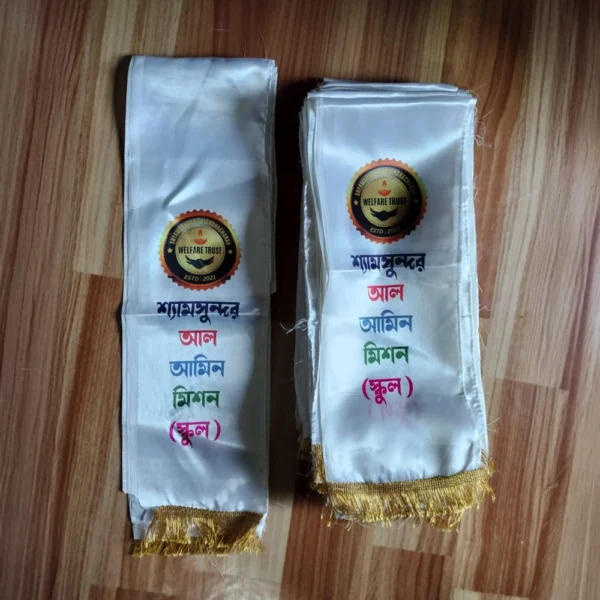 WELFARE TRUST
ESTD | 2021
শ্যামসুন্দর
আল
আমিন
মিশন
(স্কুল)
WELFARE TRUST
ESTD | 2021
শ্যামসুন্দর
আল
আমিন
মিশন
(স্কুল)